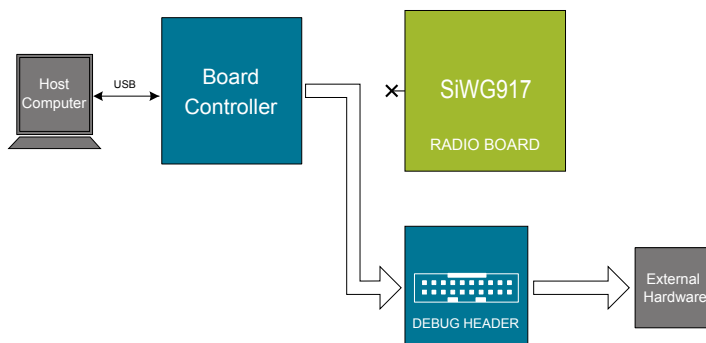 Host
Computer
USB
Board
Controller
SiWG917
RADIO BOARD
DEBUG HEADER
External
Hardware